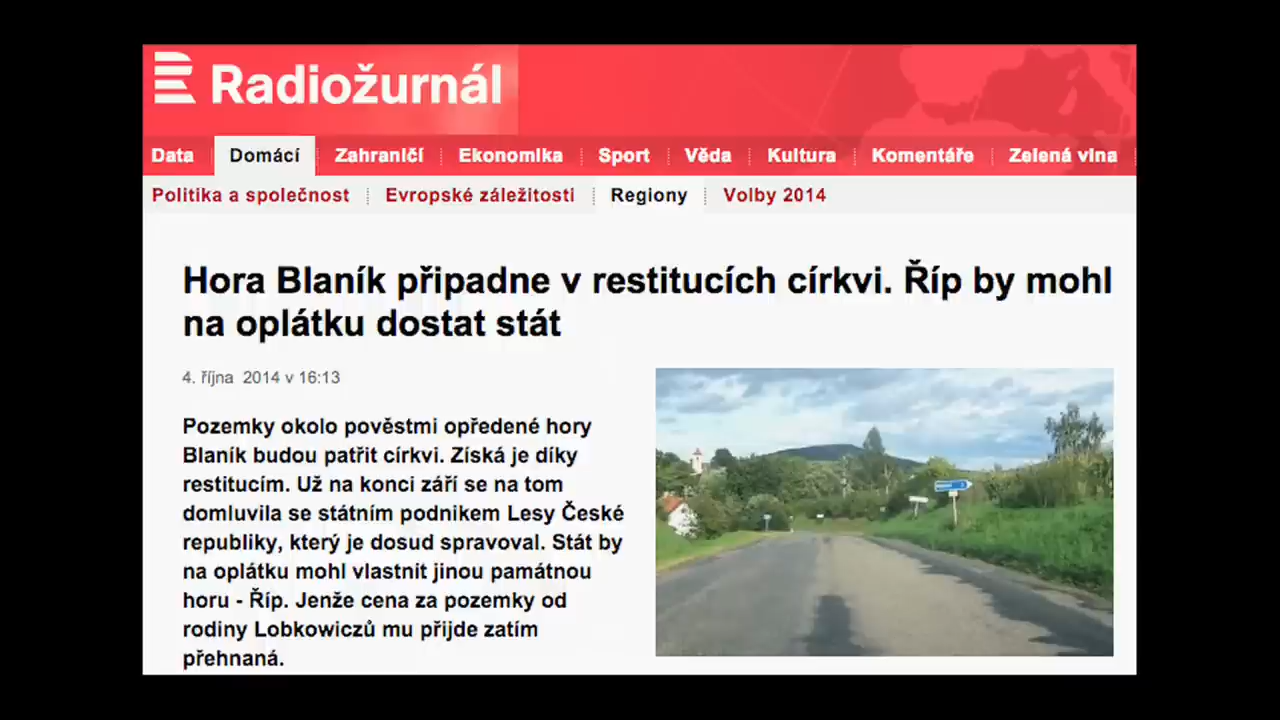 Radiožurnál
Data Domácí Zahraničí Ekonomika Sport Věda Kultura Komentáře Zelená vlna
Politika a společnost Evropské záležitosti Regiony Volby 2014
Hora Blaník připadne v restitucích církvi. Říp by mohl
na oplátku dostat stát
4. října 2014 v 16:13
Pozemky okolo pověstmi opředené hory
Blaník budou patřit církvi. Získá je díky
restitucím. Už na konci září se na tom
domluvila se státním podnikem Lesy České
republiky, který je dosud spravoval. Stát by
na oplátku mohl vlastnit jinou památnou
horu - Říp. Jenže cena za pozemky od
rodiny Lobkowiczů mu přijde zatím
přehnaná.